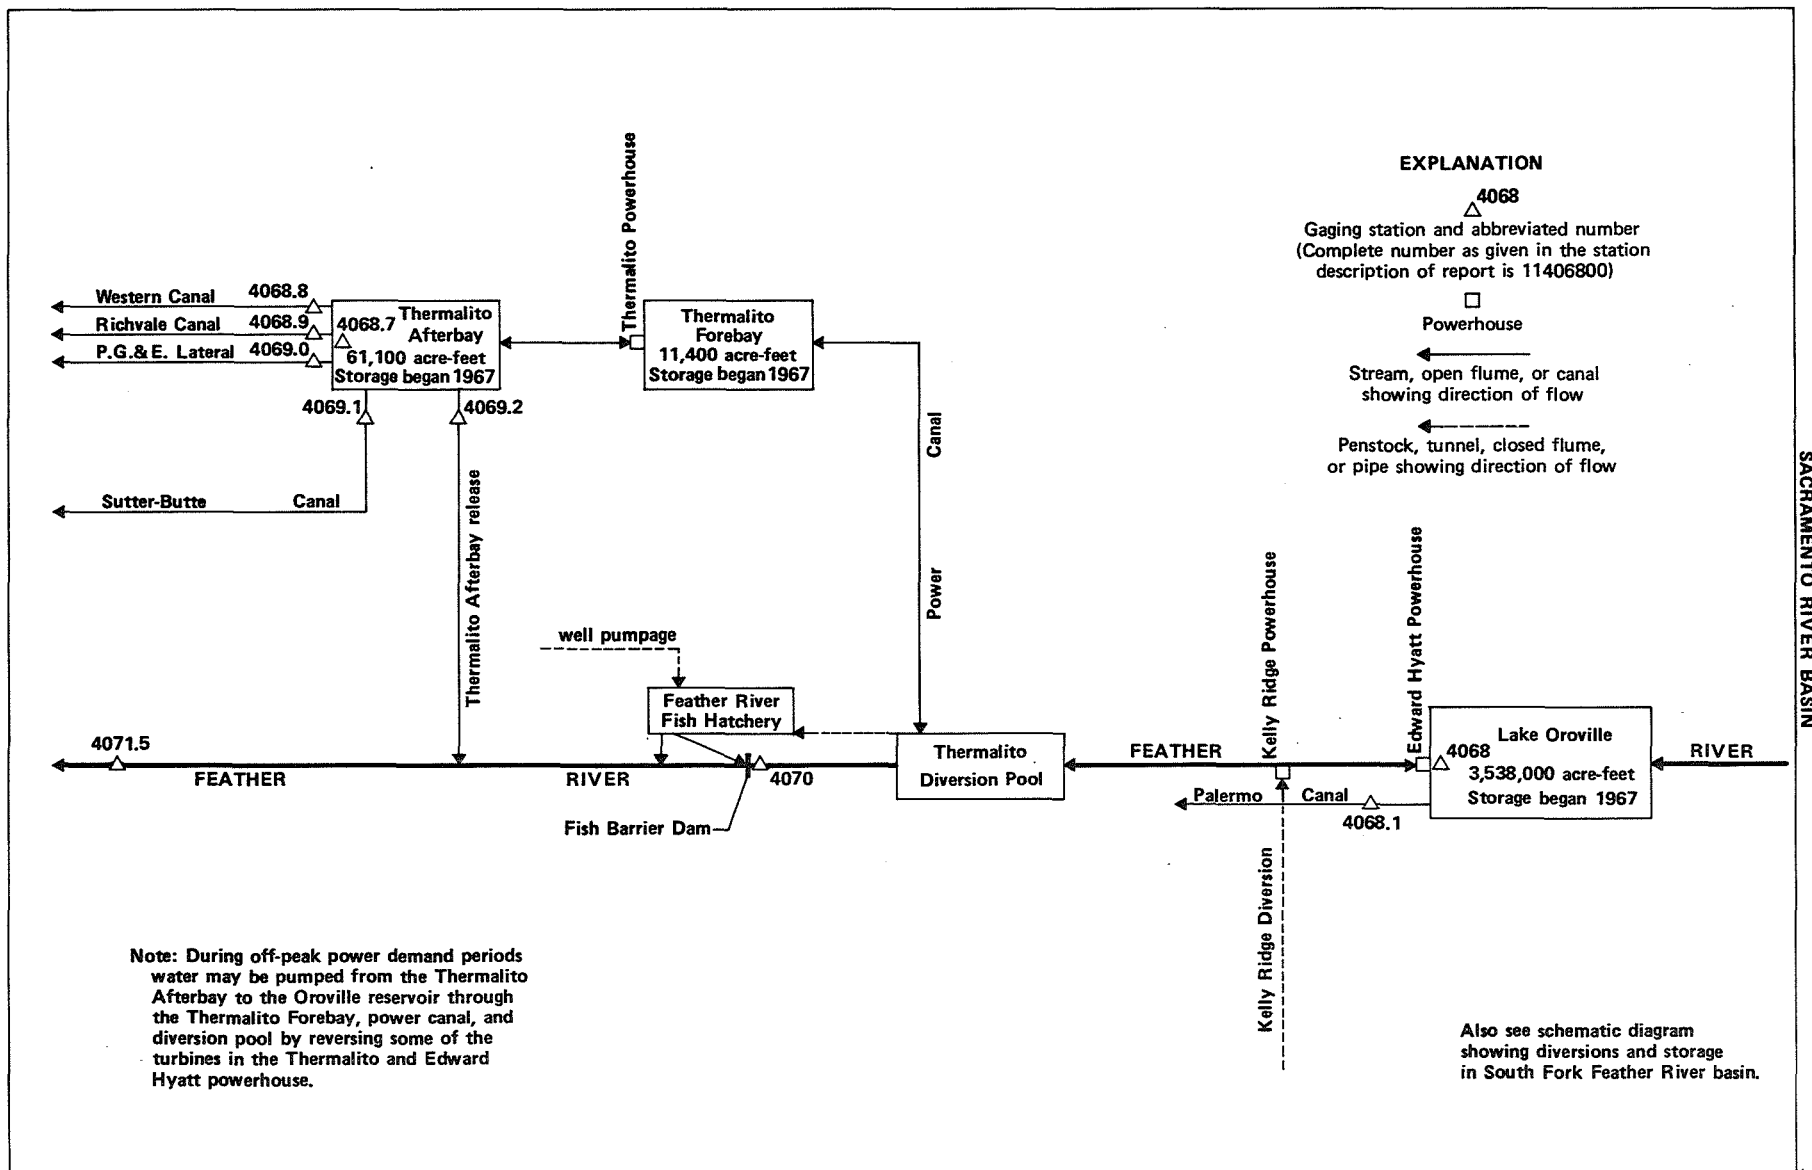 EXPLANATION
4068
Gaging station and abbreviated number
(Complete number as given in the station
description of report is 11406800)
Powerhouse
Stream, open flume, or canal
showing direction of flow
Penstock, tunnel, closed flume,
or pipe showing direction of flow
Thermalito Powerhouse
Western Canal 4068.8
Richvale Canal 4068.9
P.G.&E. Lateral 4069.0
4068.7 Thermalito
Afterbay
61,100 acre-feet
Storage began 1967
Thermalito
Forebay
11,400 acre-feet
Storage began 1967
4069.1
4069.2
Sutter-Butte Canal
Thermalito Afterbay release
Power Canal
well pumpage
Feather River
Fish Hatchery
4071.5
FEATHER RIVER
4070
Fish Barrier Dam
Thermalito
Diversion Pool
FEATHER
Kelly Ridge Powerhouse
Edward Hyatt Powerhouse
4068
Lake Oroville
3,538,000 acre-feet
Storage began 1967
RIVER
Palermo Canal
4068.1
Kelly Ridge Diversion
Note: During off-peak power demand periods
water may be pumped from the Thermalito
Afterbay to the Oroville reservoir through
the Thermalito Forebay, power canal, and
diversion pool by reversing some of the
turbines in the Thermalito and Edward
Hyatt powerhouse.
Also see schematic diagram
showing diversions and storage
in South Fork Feather River basin.
SACRAMENTO RIVER BASIN